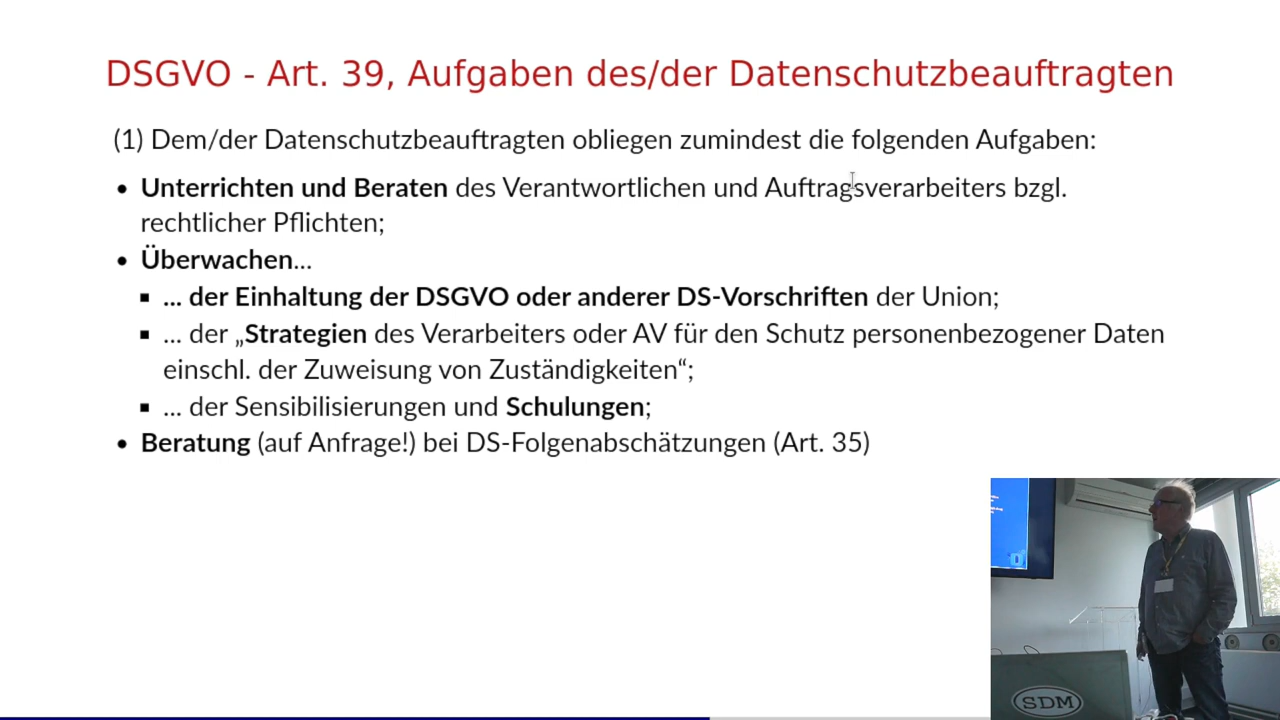 DSGVO - Art. 39, Aufgaben des/der Datenschutzbeauftragten
(1) Dem/der Datenschutzbeauftragten obliegen zumindest die folgenden Aufgaben:
• Unterrichten und Beraten des Verantwortlichen und Auftragsverarbeiters bzgl.
rechtlicher Pflichten;
• Überwachen...
▪ ... der Einhaltung der DSGVO oder anderer DS-Vorschriften der Union;
▪ ... der „Strategien des Verarbeiters oder AV für den Schutz personenbezogener Daten
einschl. der Zuweisung von Zuständigkeiten“;
▪ ... der Sensibilisierungen und Schulungen;
• Beratung (auf Anfrage!) bei DS-Folgenabschätzungen (Art. 35)
SDM